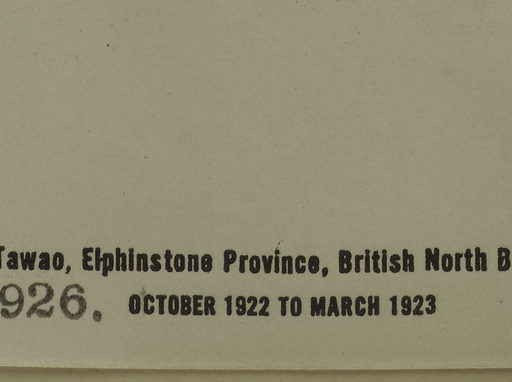 Tawao, Elphinstone Province, British North B
926. OCTOBER 1922 TO MARCH 1923